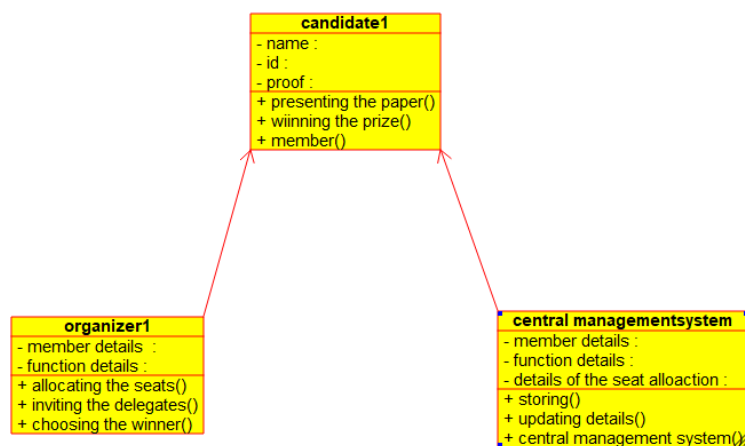 candidate1
- name :
- id :
- proof :
+ presenting the paper()
+ wiinning the prize()
+ member()
organizer1
- member details :
- function details :
+ allocating the seats()
+ inviting the delegates()
+ choosing the winner()
central managementsystem
- member details :
- function details :
- details of the seat alloaction :
+ storing()
+ updating details()
+ central management system()